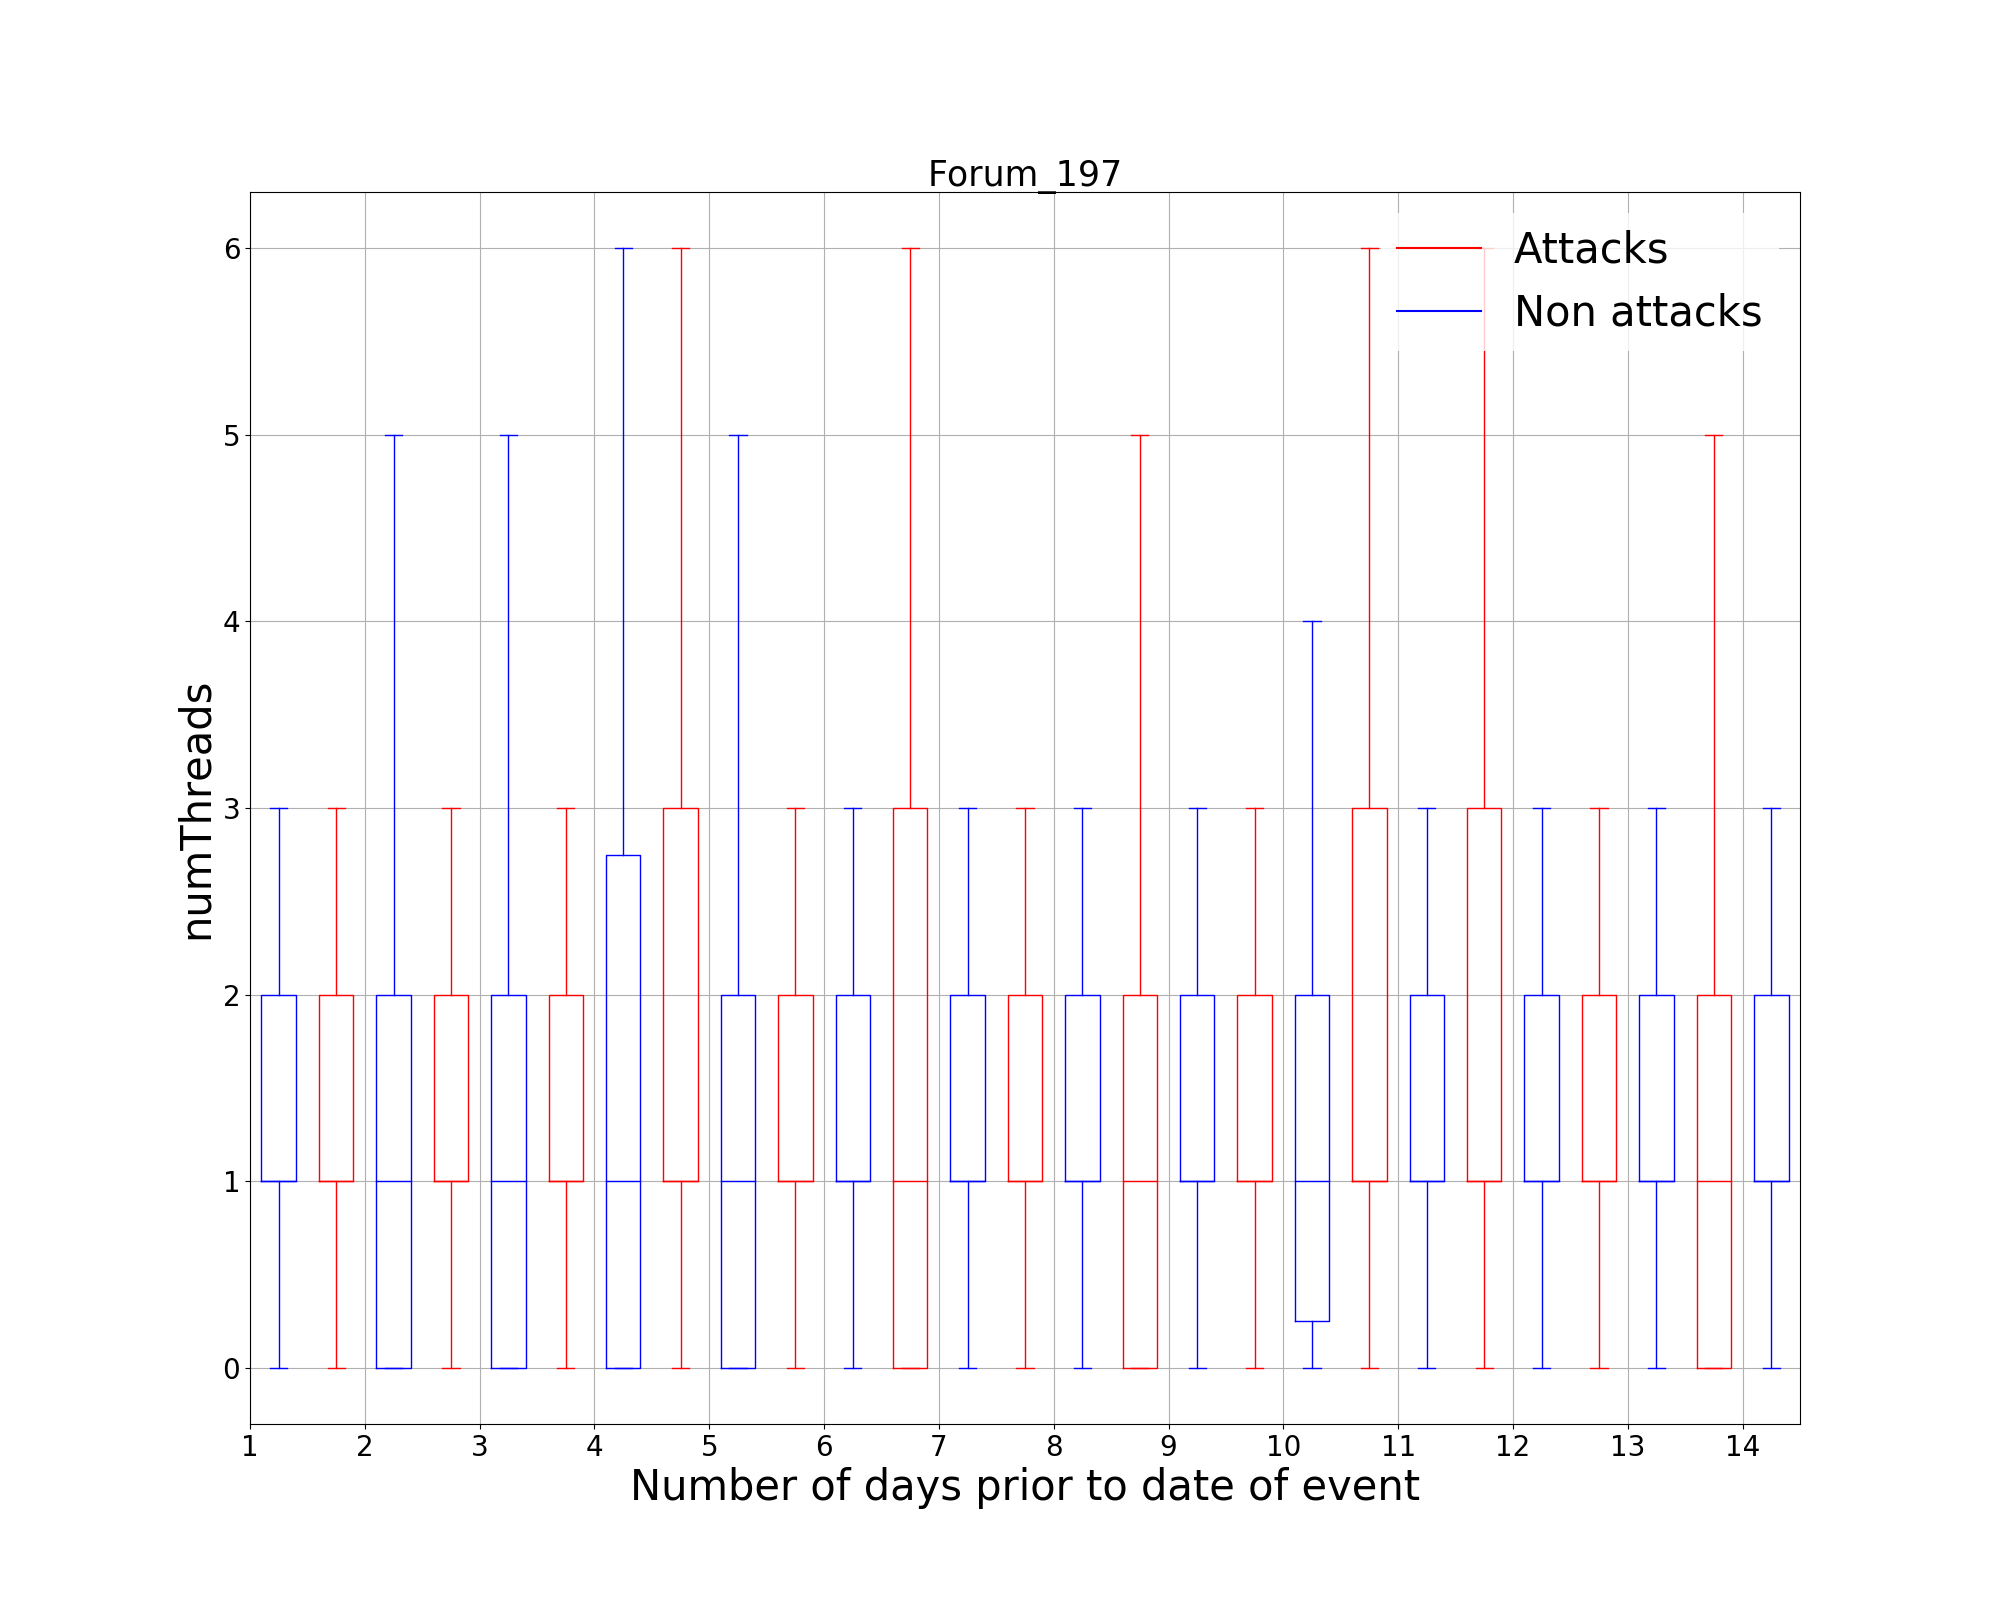 Forum_197
Attacks
Non attacks
6
5
4
3
2
1
0
numThreads
1 2 3 4 5 6 7 8 9 10 11 12 13 14
Number of days prior to date of event